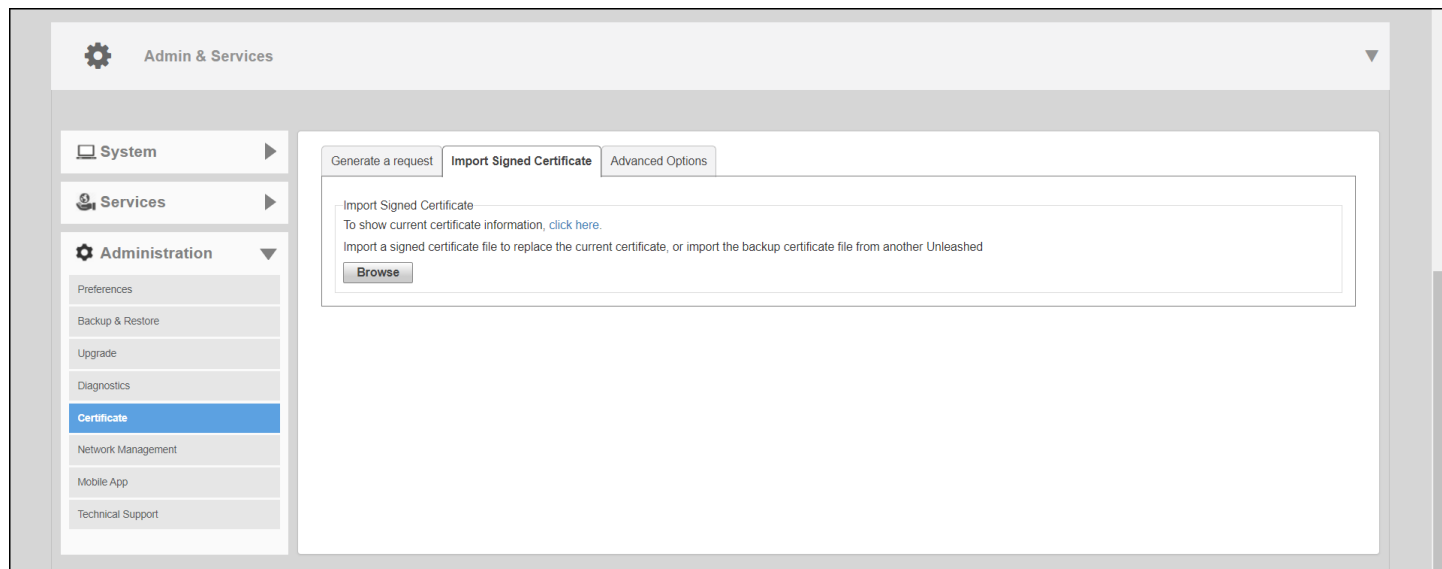 Admin & Services
System
Services
Administration
Preferences
Backup & Restore
Upgrade
Diagnostics
Certificate
Network Management
Mobile App
Technical Support
Generate a request Import Signed Certificate Advanced Options
Import Signed Certificate
To show current certificate information, click here.
Import a signed certificate file to replace the current certificate, or import the backup certificate file from another Unleashed
Browse